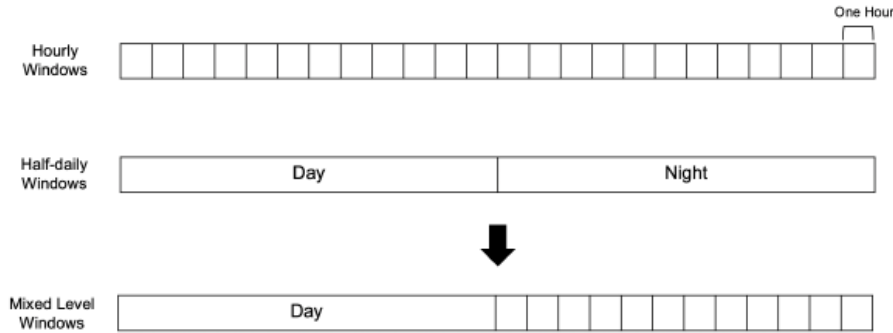 One Hour
Hourly
Windows
Half-daily
Windows
Day
Night
Mixed Level
Windows
Day